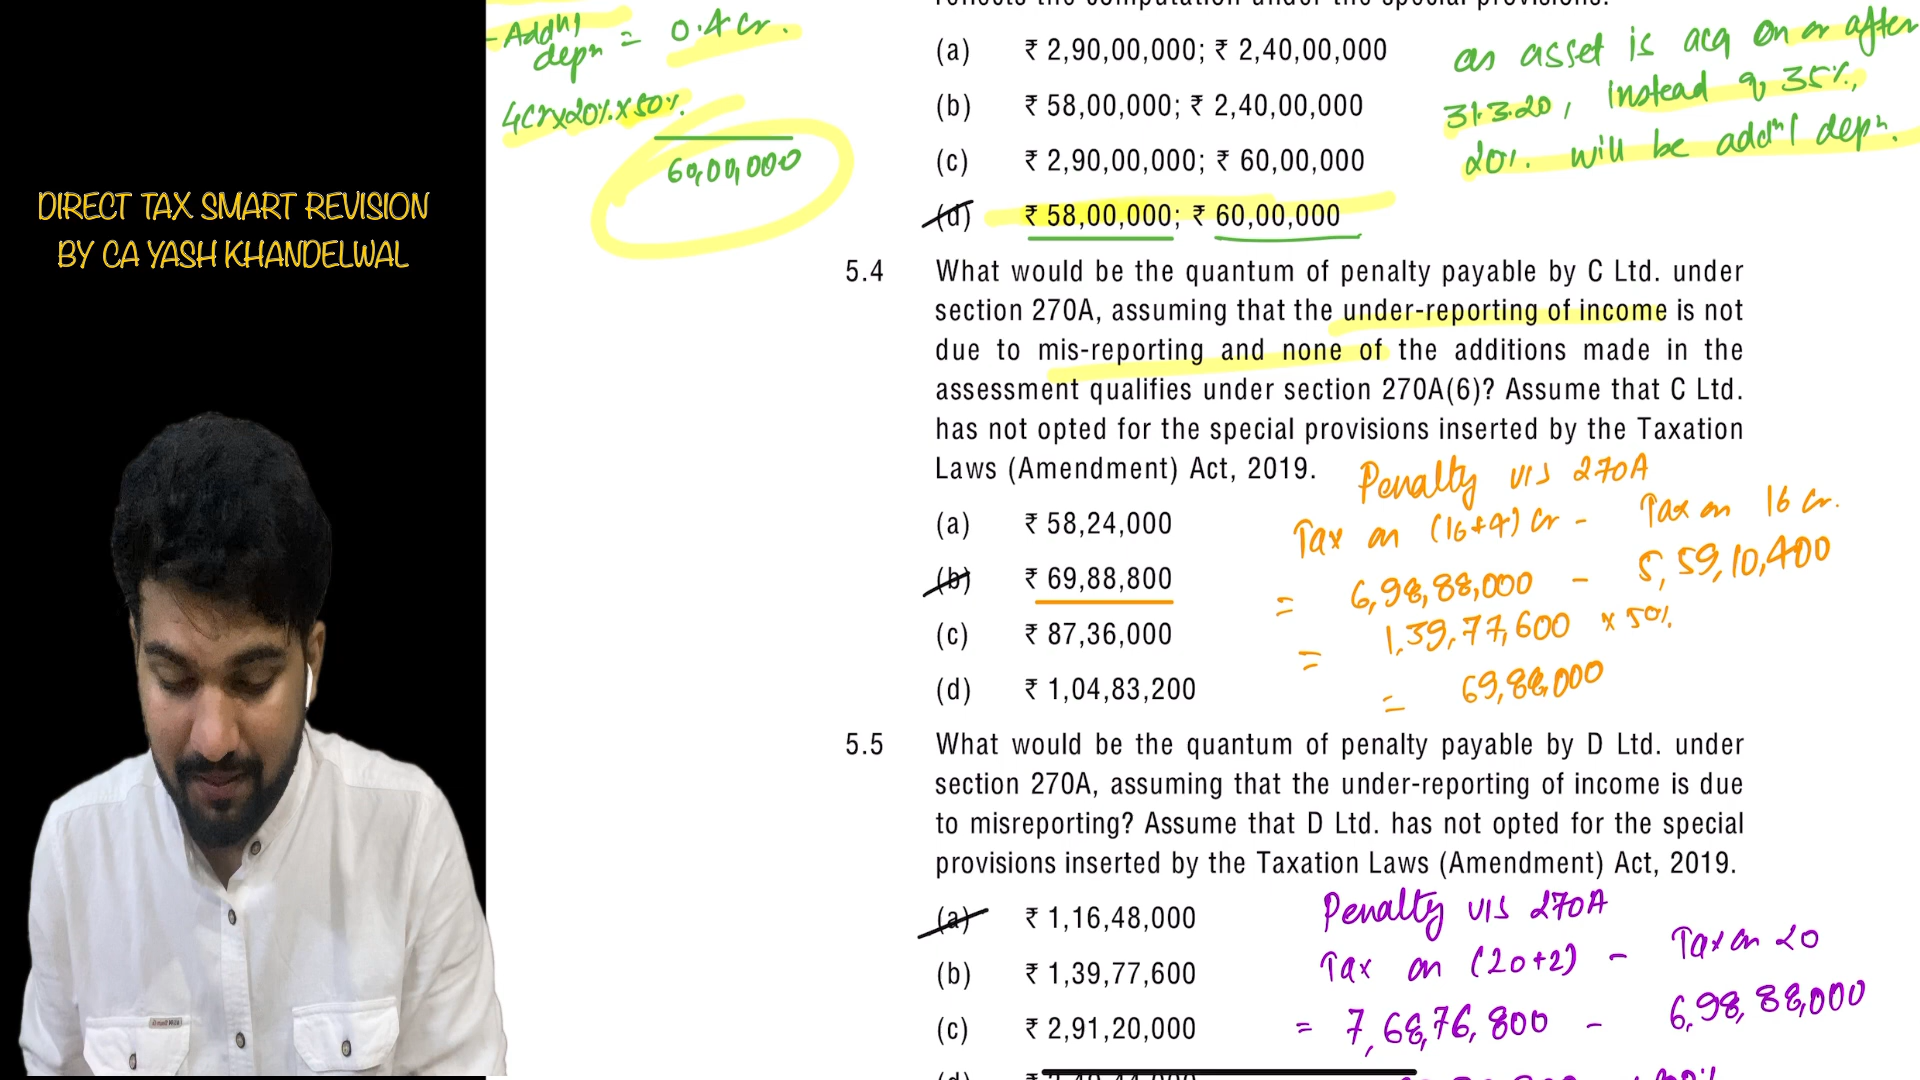 DIRECT TAX SMART REVISION
BY CA YASH KHANDELWAL
- Addnl
depn = 0.4 cr.
4cr x 20% x 50%
60,00,000
reflects the computation under the special provisions.
(a) ₹ 2,90,00,000; ₹ 2,40,00,000
(b) ₹ 58,00,000; ₹ 2,40,00,000
(c) ₹ 2,90,00,000; ₹ 60,00,000
(d) ₹ 58,00,000; ₹ 60,00,000
as asset is acq on or after
31.3.20, instead of 35%,
20%. will be addnl depn.
5.4 What would be the quantum of penalty payable by C Ltd. under
section 270A, assuming that the under-reporting of income is not
due to mis-reporting and none of the additions made in the
assessment qualifies under section 270A(6)? Assume that C Ltd.
has not opted for the special provisions inserted by the Taxation
Laws (Amendment) Act, 2019.
(a) ₹ 58,24,000
(b) ₹ 69,88,800
(c) ₹ 87,36,000
(d) ₹ 1,04,83,200
Penalty u/s 270A
Tax on (16+4) Cr - Tax on 16 Cr.
= 6,98,88,000 - 5,59,10,400
= 1,39,77,600 x 50%
= 69,88,000
5.5 What would be the quantum of penalty payable by D Ltd. under
section 270A, assuming that the under-reporting of income is due
to misreporting? Assume that D Ltd. has not opted for the special
provisions inserted by the Taxation Laws (Amendment) Act, 2019.
(a) ₹ 1,16,48,000
(b) ₹ 1,39,77,600
(c) ₹ 2,91,20,000
Penalty u/s 270A
Tax on (20+2) - Tax on 20
= 7,68,76,800 - 6,98,88,000